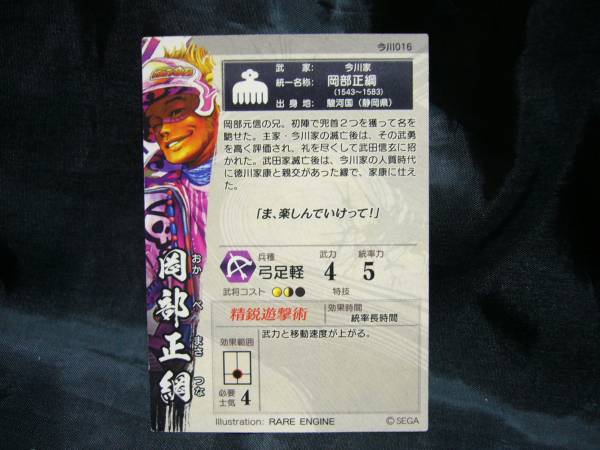 今川016
武家：今川家
統一名称：岡部正綱
(1543〜1583)
出身地：駿河国（静岡県）
岡部元信の兄。初陣で兜首２つを獲って名を
馳せた。主家・今川家の滅亡後は、その武勇
を高く評価され、礼を尽くして武田信玄に招
かれた。武田家滅亡後は、今川家の人質時代
に徳川家康と親交があった縁で、家康に仕え
た。
「ま、楽しんでいけって！」
兵種 弓足軽
武力 4
統率力 5
武将コスト
特技
精鋭遊撃術
効果時間
統率長時間
効果範囲
武力と移動速度が上がる。
必要士気 4
岡部正綱
おかべまさつな
Illustration: RARE ENGINE
©SEGA